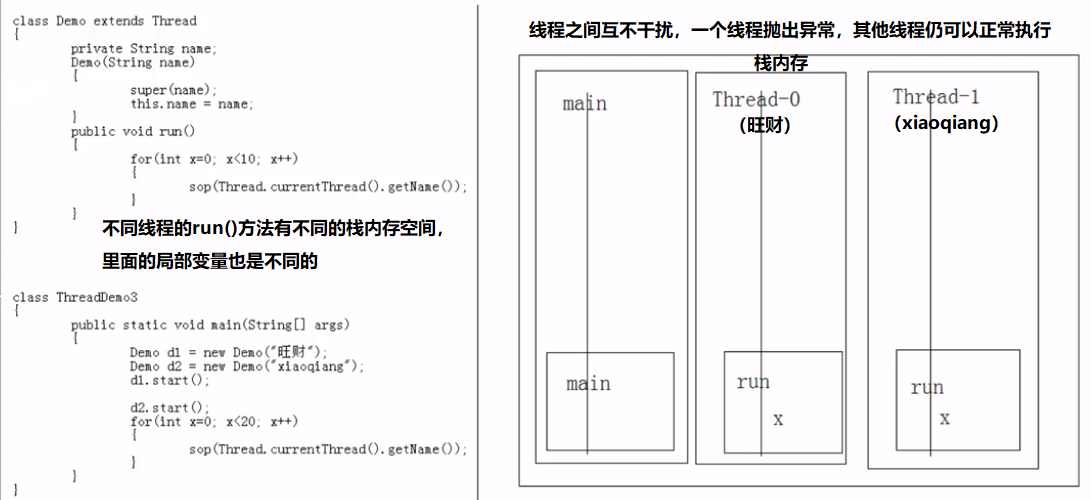 class Demo extends Thread
{
private String name;
Demo(String name)
{
super(name);
this.name = name;
}
public void run()
{
for(int x=0; x<10; x++)
{
sop(Thread.currentThread().getName());
}
}
}
不同线程的run()方法有不同的栈内存空间，
里面的局部变量也是不同的
class ThreadDemo3
{
public static void main(String[] args)
{
Demo d1 = new Demo("旺财");
Demo d2 = new Demo("xiaoqiang");
d1.start();
d2.start();
for(int x=0; x<20; x++)
{
sop(Thread.currentThread().getName());
}
}
}
线程之间互不干扰，一个线程抛出异常，其他线程仍可以正常执行
栈内存
main
Thread-0
（旺财）
Thread-1
（xiaoqiang）
main
run
x
run
x